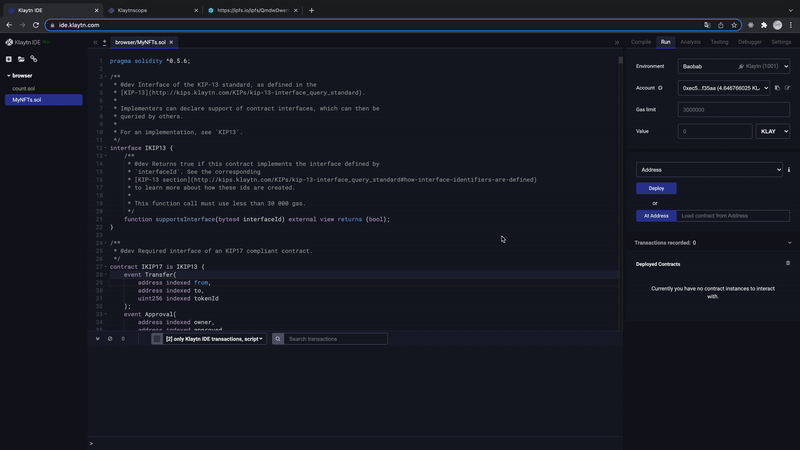 Klaytn IDE
Klaytnscope
https://ipfs.io/ipfs/QmdwDwe
ide.klaytn.com
Klaytn IDE
browser/MyNFTs.sol
Compile
Run
Analysis
Testing
Debugger
Settings
browser
count.sol
MyNFTs.sol
1 pragma solidity ^0.5.6;
2
3 /**
4 * @dev Interface of the KIP-13 standard, as defined in the
5 * [KIP-13](http://kips.klaytn.com/KIPs/kip-13-interface_query_standard).
6 *
7 * Implementers can declare support of contract interfaces, which can then be
8 * queried by others.
9 *
10 * For an implementation, see `KIP13`.
11 */
12 interface IKIP13 {
13 /**
14 * @dev Returns true if this contract implements the interface defined by
15 * `interfaceId`. See the corresponding
16 * [KIP-13 section](http://kips.klaytn.com/KIPs/kip-13-interface_query_standard#how-interface-identifiers-are-defined)
17 * to learn more about how these ids are created.
18 *
19 * This function call must use less than 30 000 gas.
20 */
21 function supportsInterface(bytes4 interfaceId) external view returns (bool);
22 }
23
24 /**
25 * @dev Required interface of an KIP17 compliant contract.
26 */
27 contract IKIP17 is IKIP13 {
28 event Transfer(
29 address indexed from,
30 address indexed to,
31 uint256 indexed tokenId
32 );
33 event Approval(
34 address indexed owner,
35 address indexed approved
Environment
Baobab
Klaytn (1001)
Account
0xac5...f35aa (4.646766025 KL
Gas limit
3000000
Value
0
KLAY
Address
Deploy
or
At Address
Load contract from Address
Transactions recorded: 0
Deployed Contracts
Currently you have no contract instances to interact
with.
0
[2] only Klaytn IDE transactions, script
Search transactions
>